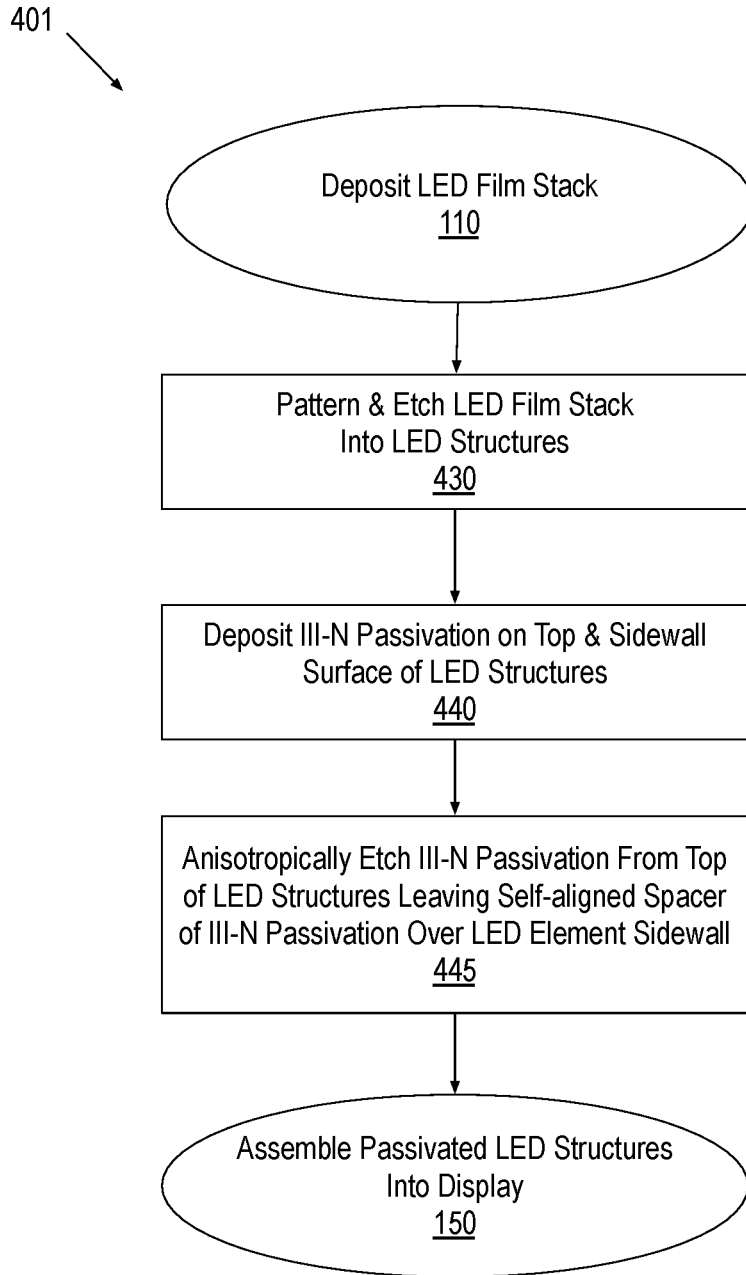 401
Deposit LED Film Stack
110
Pattern & Etch LED Film Stack
Into LED Structures
430
Deposit III-N Passivation on Top & Sidewall
Surface of LED Structures
440
Anisotropically Etch III-N Passivation From Top
of LED Structures Leaving Self-aligned Spacer
of III-N Passivation Over LED Element Sidewall
445
Assemble Passivated LED Structures
Into Display
150